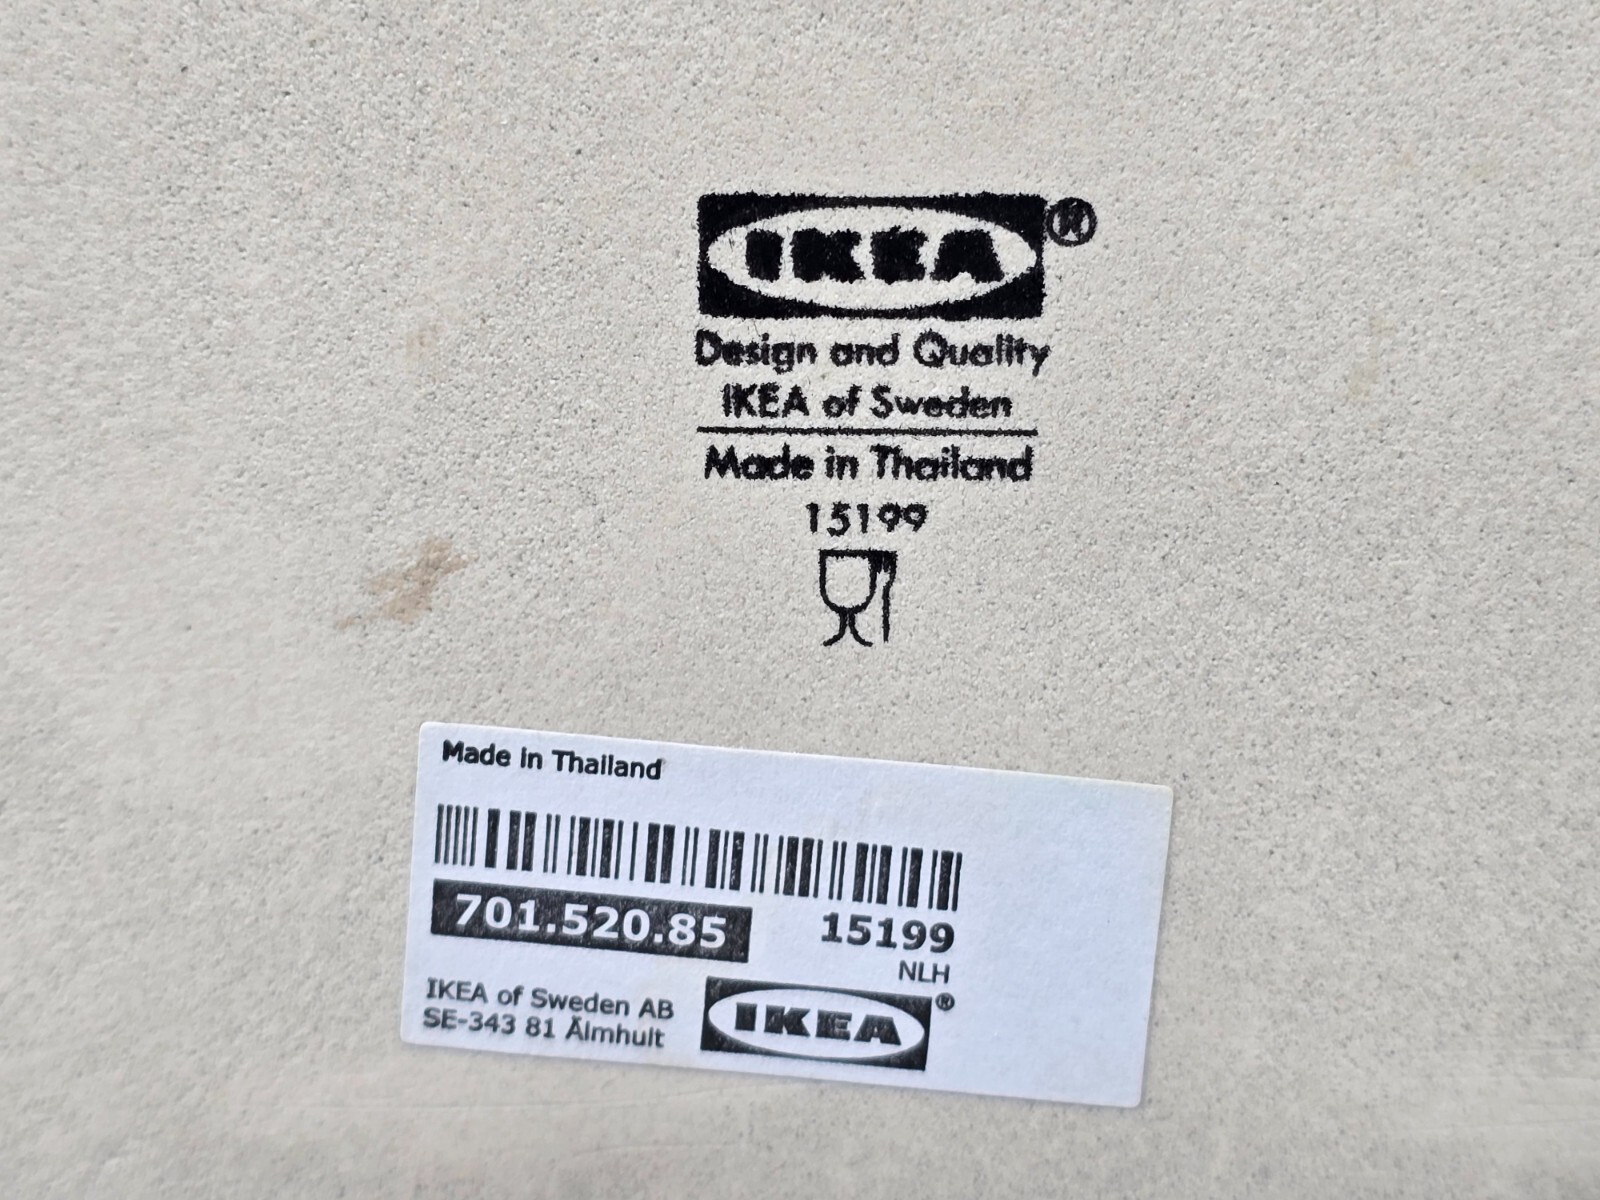 IKEA®
Design and Quality
IKEA of Sweden
Made in Thailand
15199
Made in Thailand
701.520.85 15199
NLH
IKEA of Sweden AB
SE-343 81 Älmhult
IKEA®